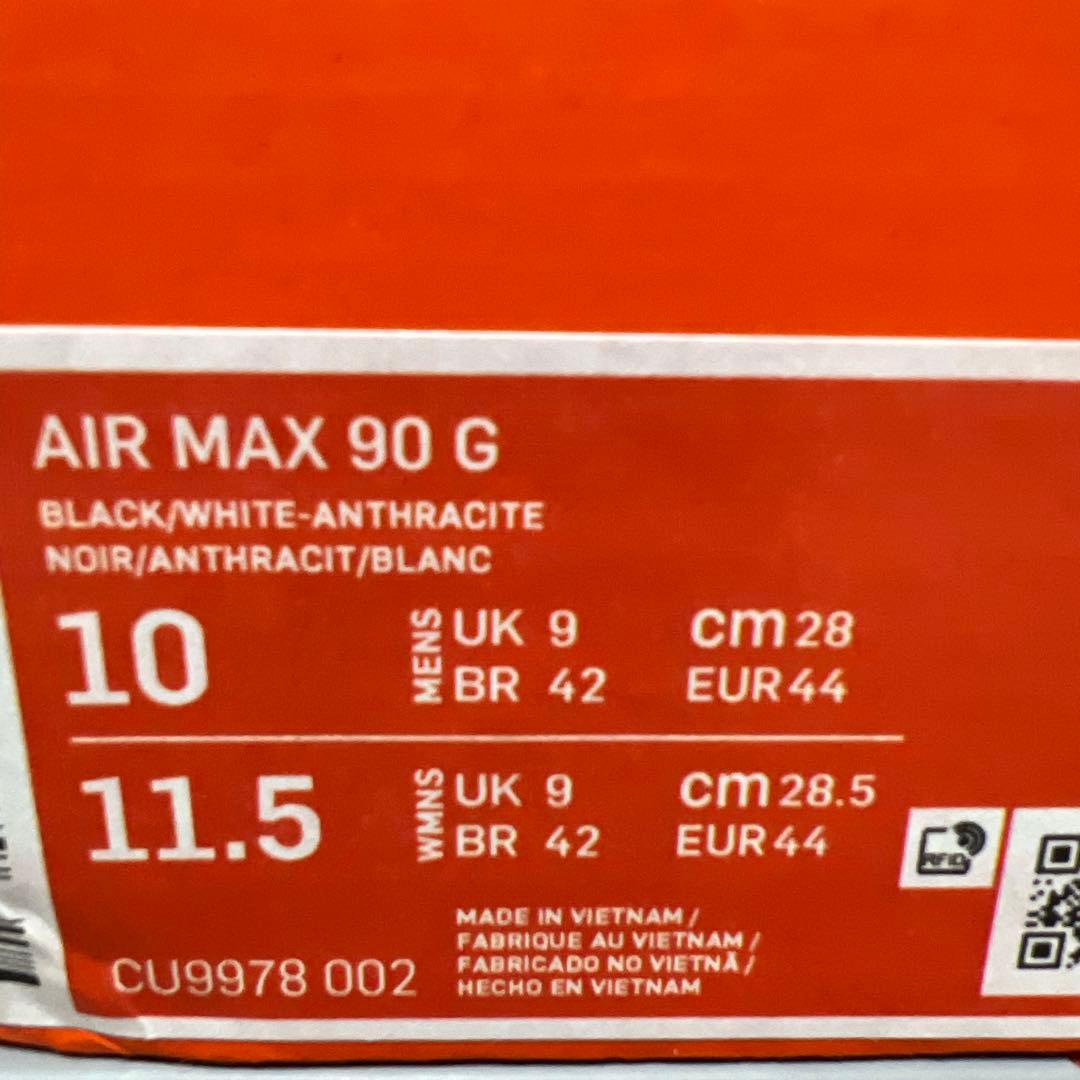 AIR MAX 90 G
BLACK/WHITE-ANTHRACITE
NOIR/ANTHRACIT/BLANC
10 MENS UK 9 cm 28
BR 42 EUR 44
11.5 WMNS UK 9 cm 28.5
BR 42 EUR 44
RFID
MADE IN VIETNAM /
FABRIQUE AU VIETNAM /
FABRICADO NO VIETNÃ /
HECHO EN VIETNAM
CU9978 002